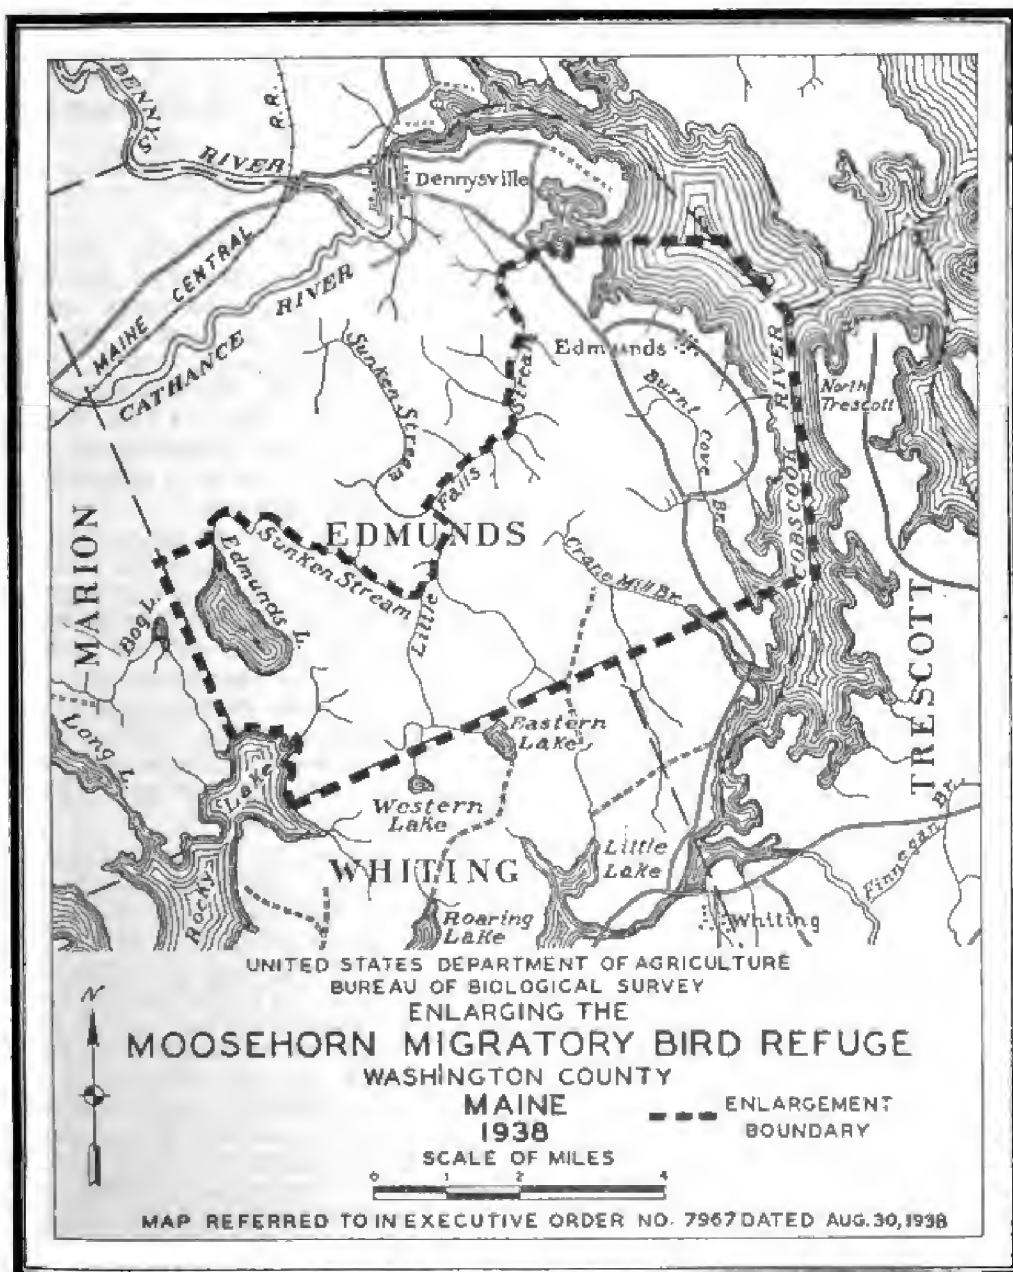 DENNYS
RIVER
R.R.
Dennysville
MAINE CENTRAL
CATHANCE RIVER
Sunken Stream
Edmunds
Burnt Cove Br.
North Trescott
COBSCOOK RIVER
Little Falls Stream
EDMUNDS
Sunken Stream
Edmunds L.
Crane Mill Br.
MARION
Bog L.
TRESCOTT
Long L.
Eastern
Lake
Western
Lake
Rocky Lake
WHITING
Little
Lake
Roaring
Lake
Whiting
Finnegan Br.
UNITED STATES DEPARTMENT OF AGRICULTURE
BUREAU OF BIOLOGICAL SURVEY
ENLARGING THE
MOOSEHORN MIGRATORY BIRD REFUGE
WASHINGTON COUNTY
MAINE
1938
ENLARGEMENT
BOUNDARY
N
SCALE OF MILES
0 1 2 4
MAP REFERRED TO IN EXECUTIVE ORDER NO. 7967 DATED AUG. 30, 1938